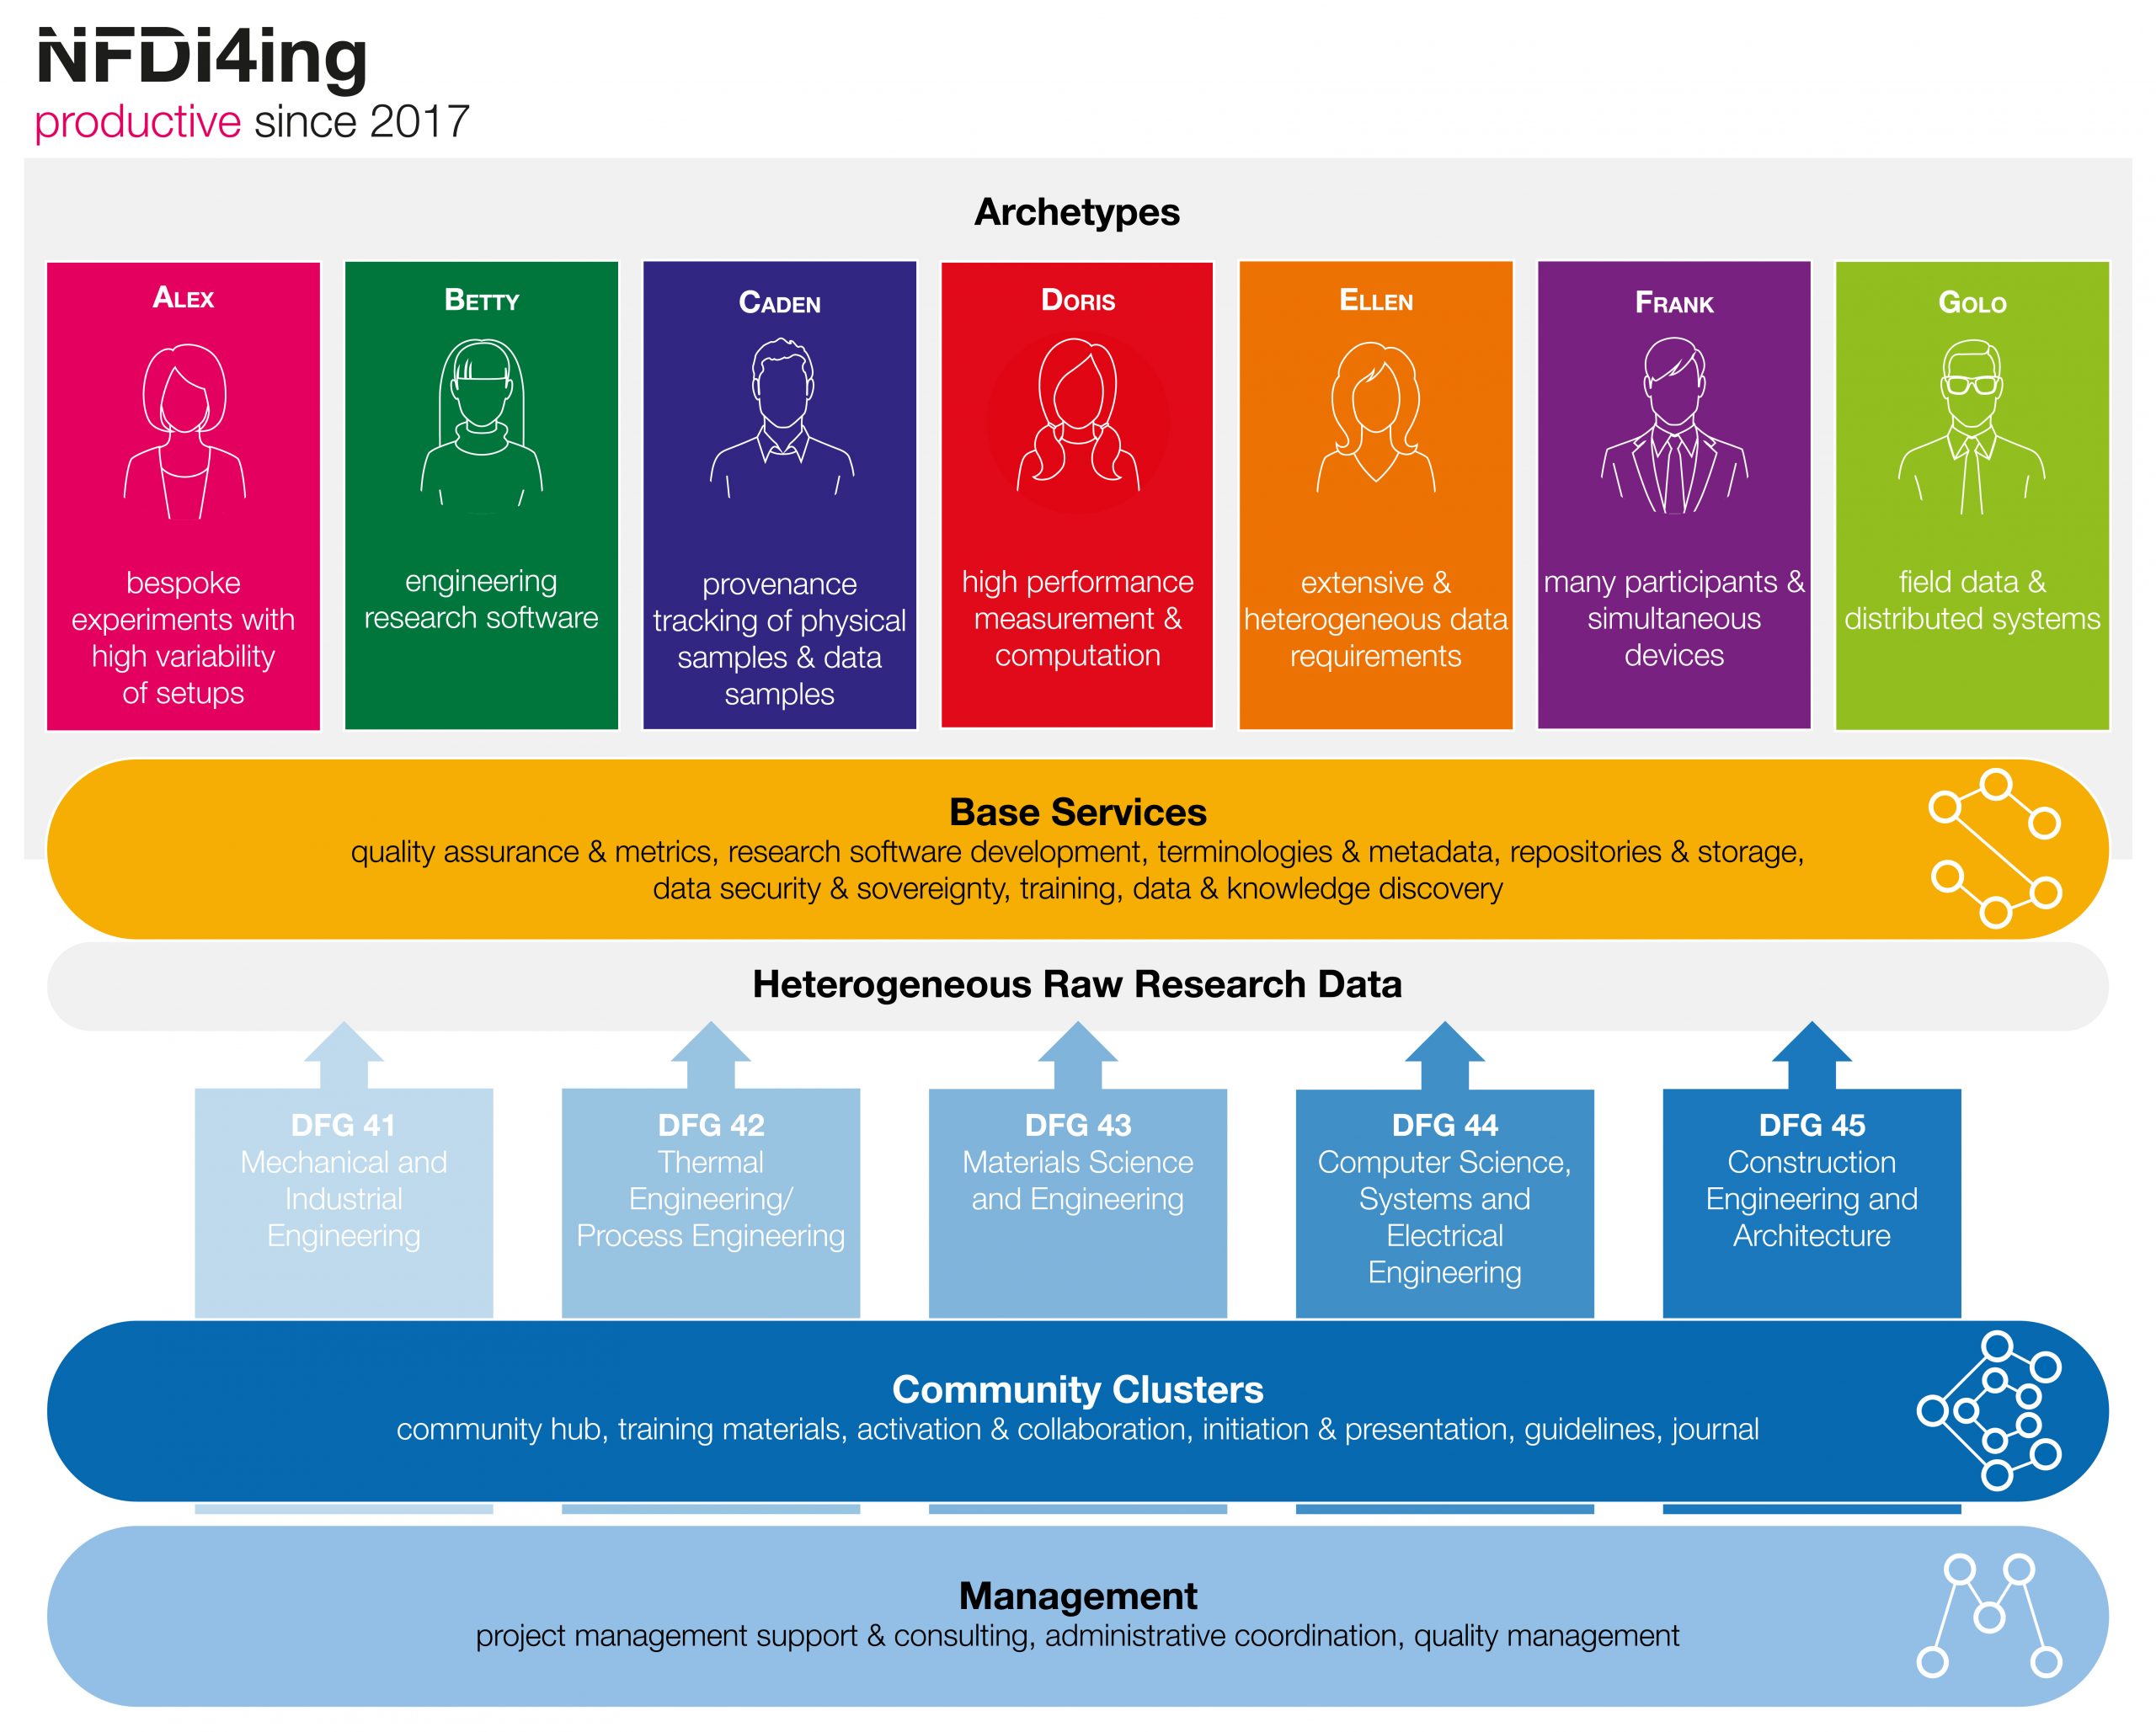 NFDi4ing
productive since 2017
Archetypes
ALEX
bespoke
experiments with
high variability
of setups
BETTY
engineering
research software
CADEN
provenance
tracking of physical
samples & data
samples
DORIS
high performance
measurement &
computation
ELLEN
extensive &
heterogeneous data
requirements
FRANK
many participants &
simultaneous
devices
GOLO
field data &
distributed systems
Base Services
quality assurance & metrics, research software development, terminologies & metadata, repositories & storage,
data security & sovereignty, training, data & knowledge discovery
Heterogeneous Raw Research Data
DFG 41
Mechanical and
Industrial
Engineering
DFG 42
Thermal
Engineering/
Process Engineering
DFG 43
Materials Science
and Engineering
DFG 44
Computer Science,
Systems and
Electrical
Engineering
DFG 45
Construction
Engineering and
Architecture
Community Clusters
community hub, training materials, activation & collaboration, initiation & presentation, guidelines, journal
Management
project management support & consulting, administrative coordination, quality management